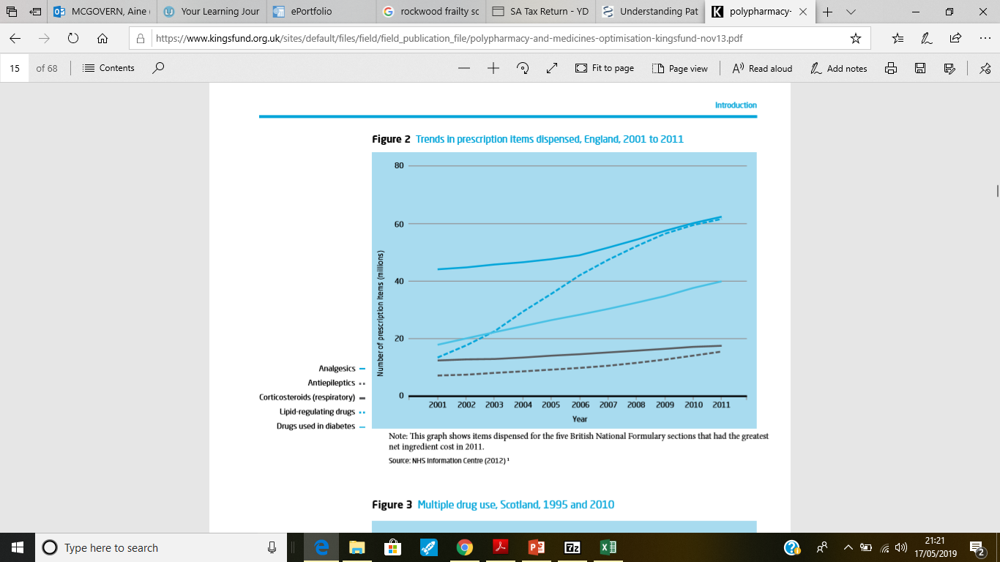 MCGOVERN, Aine (
Your Learning Jour
ePortfolio
rockwood frailty sc
SA Tax Return - YD
Understanding Pat
polypharmacy-
https://www.kingsfund.org.uk/sites/default/files/field/field_publication_file/polypharmacy-and-medicines-optimisation-kingsfund-nov13.pdf
15 of 68 Contents Fit to page Page view Read aloud Add notes
Introduction
Figure 2 Trends in prescription items dispensed, England, 2001 to 2011
80
60
40
20
0
Number of prescription items (millions)
2001 2002 2003 2004 2005 2006 2007 2008 2009 2010 2011
Year
Analgesics
Antiepileptics
Corticosteroids (respiratory)
Lipid-regulating drugs
Drugs used in diabetes
Note: This graph shows items dispensed for the five British National Formulary sections that had the greatest
net ingredient cost in 2011.
Source: NHS Information Centre (2012) ¹
Figure 3 Multiple drug use, Scotland, 1995 and 2010
Type here to search
21:21
17/05/2019
2